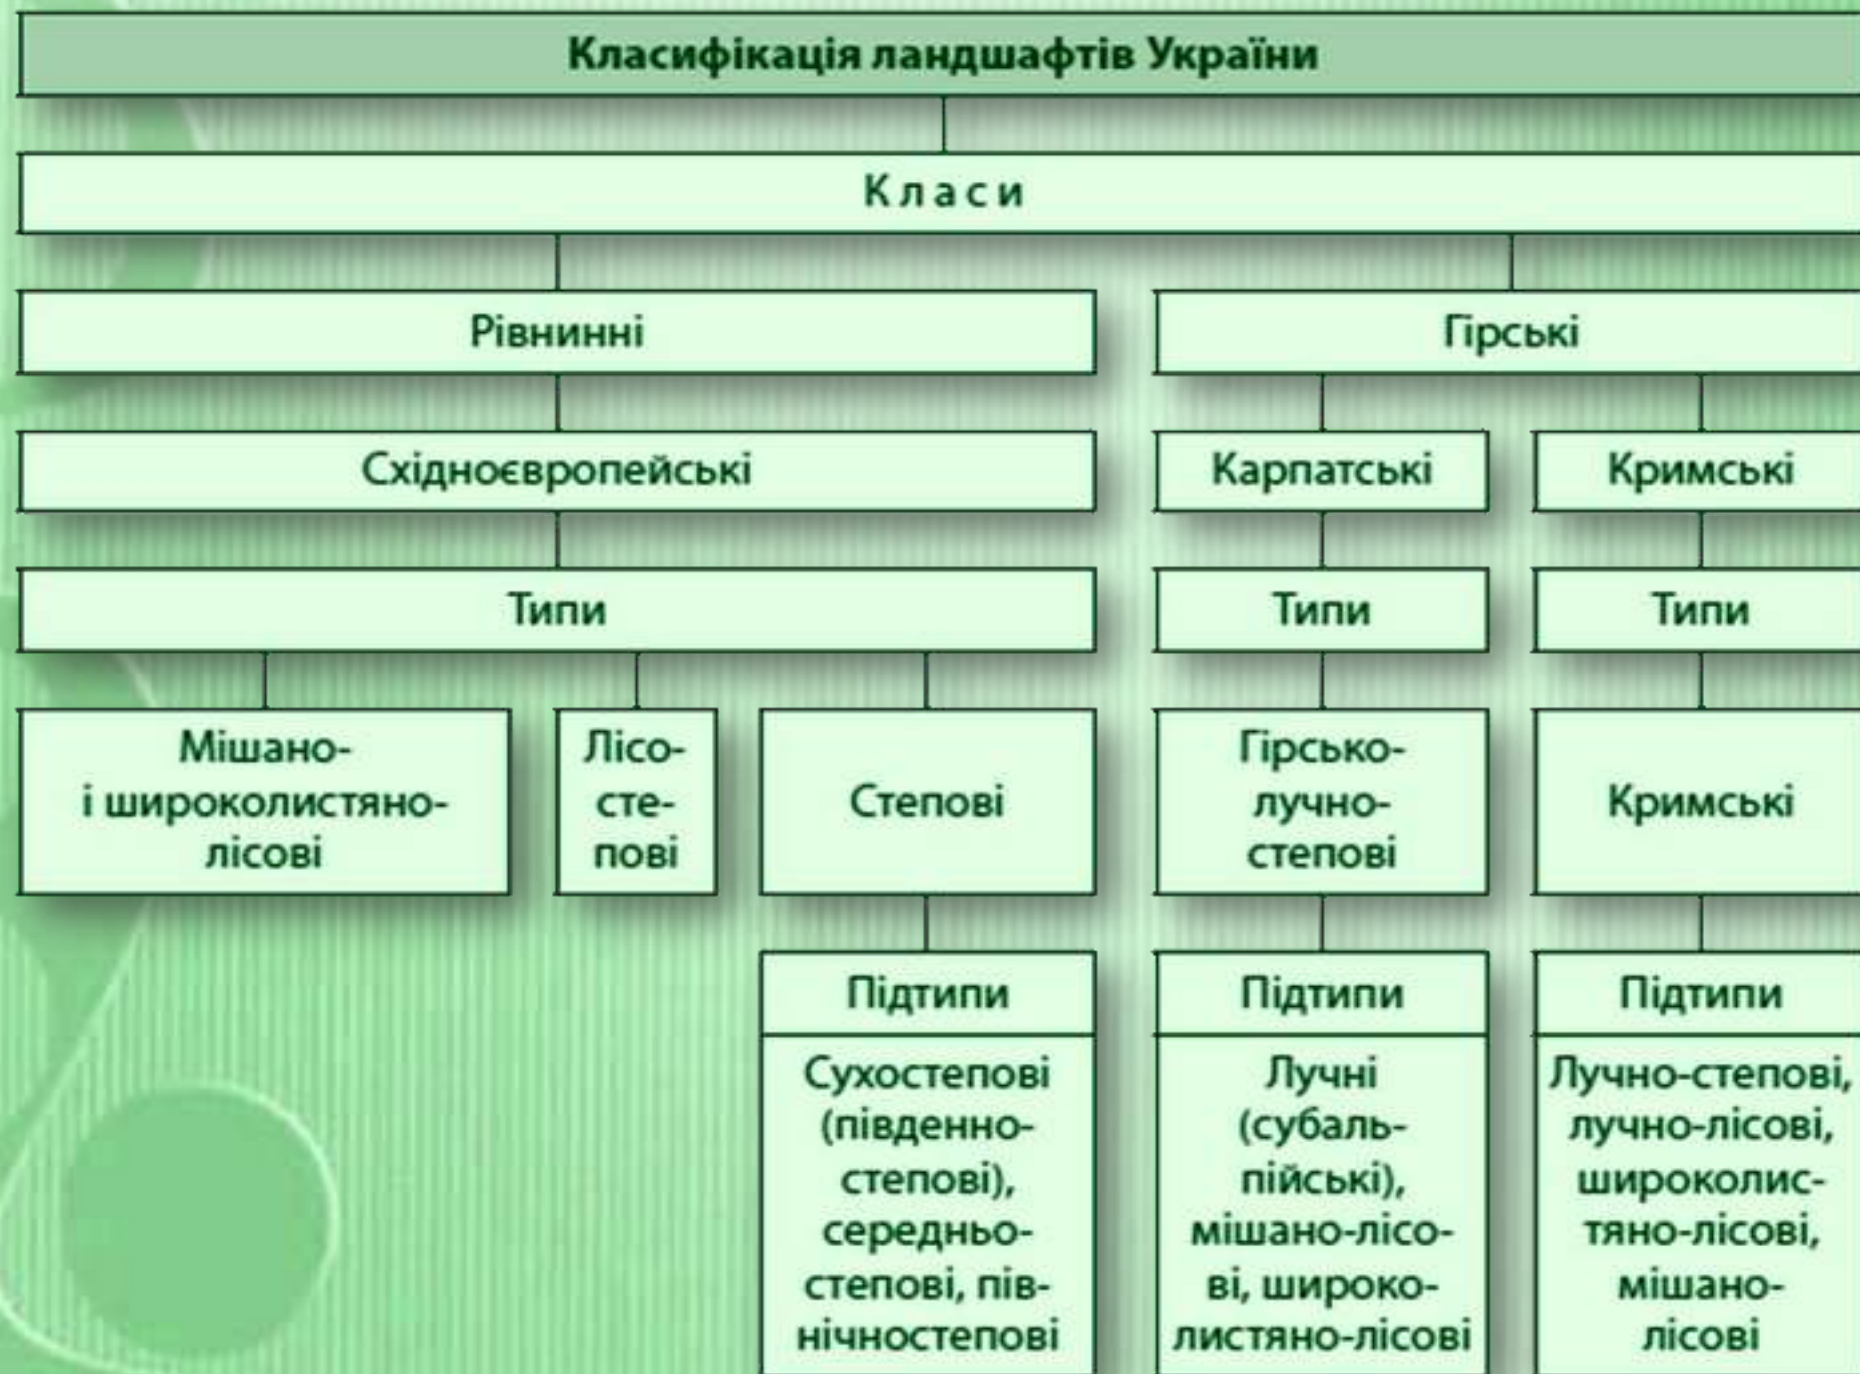 Класифікація ландшафтів України
Класи
Рівнинні
Гірські
Східноєвропейські
Карпатські
Кримські
Типи
Типи
Типи
Мішано-
і широколистяно-
лісові
Лісо-
сте-
пові
Степові
Гірсько-
лучно-
степові
Кримські
Підтипи
Сухостепові
(південно-
степові),
середньо-
степові, пів-
нічностепові
Підтипи
Лучні
(субаль-
пійські),
мішано-лісо-
ві, широко-
листяно-лісові
Підтипи
Лучно-степові,
лучно-лісові,
широколис-
тяно-лісові,
мішано-
лісові